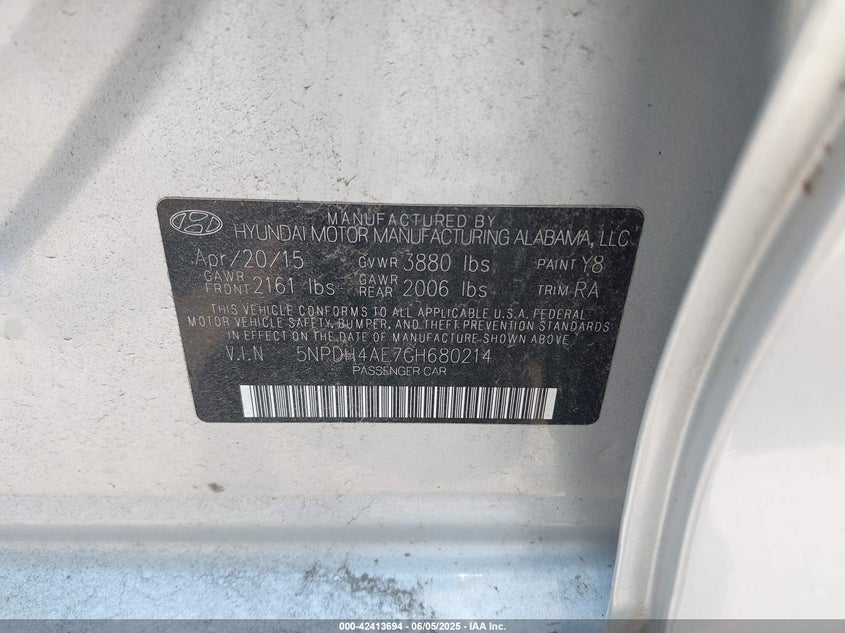 MANUFACTURED BY
HYUNDAI MOTOR MANUFACTURING ALABAMA, LLC
Apr/20/15 GVWR 3880 lbs PAINT Y8
GAWR FRONT 2161 lbs GAWR REAR 2006 lbs TRIM RA
THIS VEHICLE CONFORMS TO ALL APPLICABLE U.S.A. FEDERAL
MOTOR VEHICLE SAFETY, BUMPER, AND THEFT PREVENTION STANDARDS
IN EFFECT ON THE DATE OF MANUFACTURE SHOWN ABOVE
V.I.N 5NPDH4AE7GH680214
PASSENGER CAR
000-42413694 - 06/05/2025 - IAA Inc.